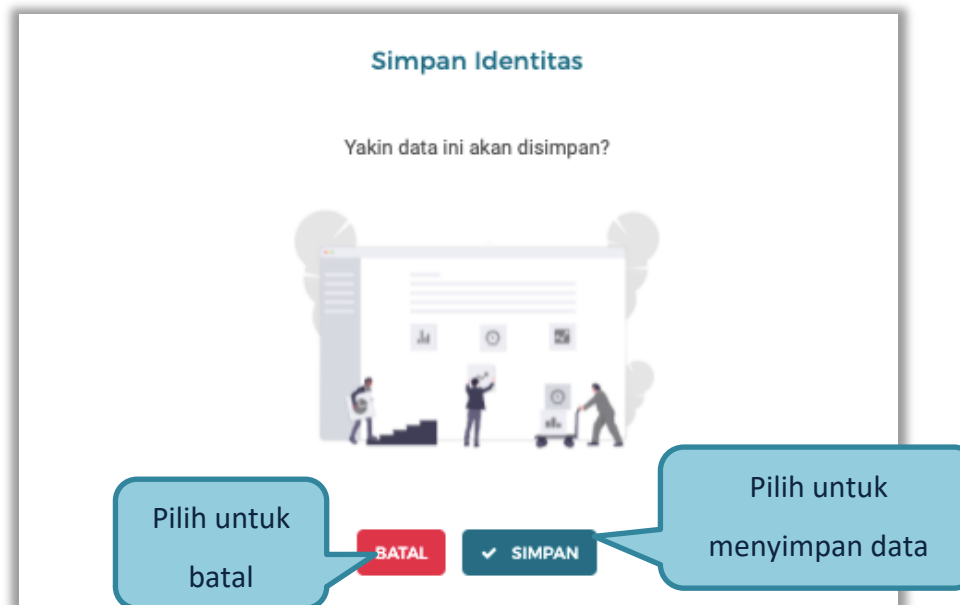 Simpan Identitas
Yakin data ini akan disimpan?
Pilih untuk
batal
BATAL
SIMPAN
Pilih untuk
menyimpan data